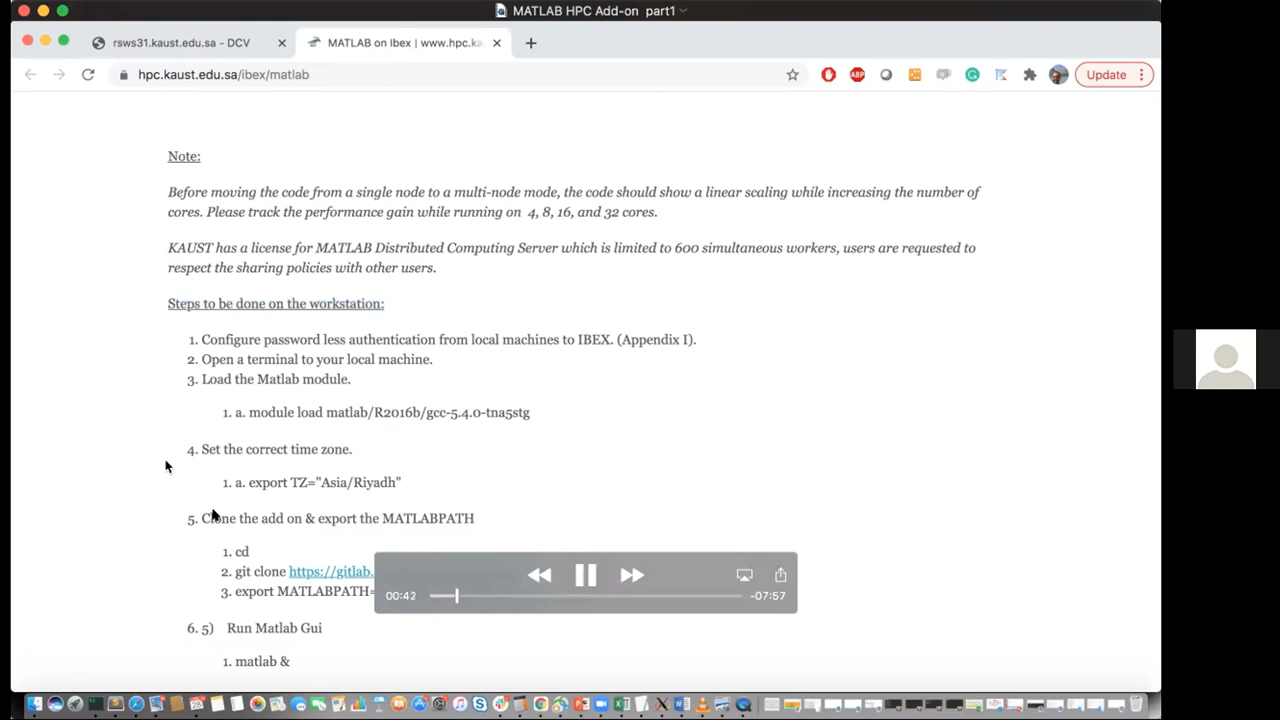 MATLAB HPC Add-on part1
rsws31.kaust.edu.sa - DCV
MATLAB on Ibex | www.hpc.ka
hpc.kaust.edu.sa/ibex/matlab
ABP
Update
Note:
Before moving the code from a single node to a multi-node mode, the code should show a linear scaling while increasing the number of
cores. Please track the performance gain while running on 4, 8, 16, and 32 cores.
KAUST has a license for MATLAB Distributed Computing Server which is limited to 600 simultaneous workers, users are requested to
respect the sharing policies with other users.
Steps to be done on the workstation:
1. Configure password less authentication from local machines to IBEX. (Appendix I).
2. Open a terminal to your local machine.
3. Load the Matlab module.
1. a. module load matlab/R2016b/gcc-5.4.0-tna5stg
4. Set the correct time zone.
1. a. export TZ="Asia/Riyadh"
5. Clone the add on & export the MATLABPATH
1. cd
2. git clone https://gitlab.
3. export MATLABPATH=
00:42
-07:57
6. 5) Run Matlab Gui
1. matlab &